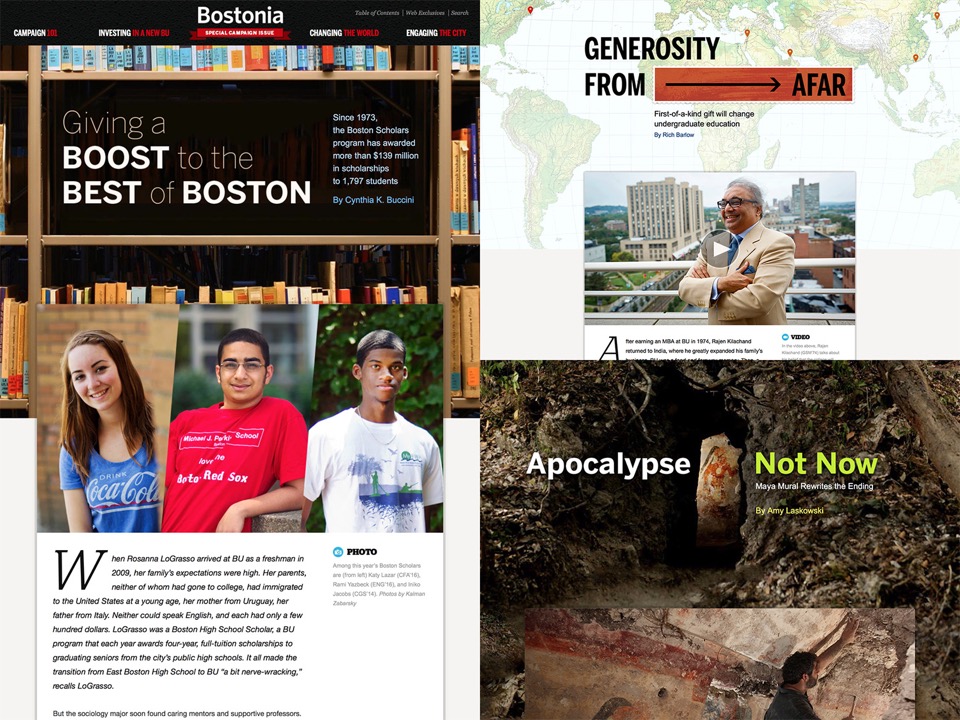 Bostonia
SPECIAL CAMPAIGN ISSUE
Table of Contents | Web Exclusives | Search
CAMPAIGN 101
INVESTING IN A NEW BU
CHANGING THE WORLD
ENGAGING THE CITY
Giving a
BOOST to the
BEST of BOSTON
Since 1973,
the Boston Scholars
program has awarded
more than $139 million
in scholarships
to 1,797 students
By Cynthia K. Buccini
DRINK
Coca-Cola
Michael J. Perkins School
love the
Red Sox
When Rosanna LoGrasso arrived at BU as a freshman in
2009, her family's expectations were high. Her parents,
neither of whom had gone to college, had immigrated
to the United States at a young age, her mother from Uruguay, her
father from Italy. Neither could speak English, and each had only a few
hundred dollars. LoGrasso was a Boston High School Scholar, a BU
program that each year awards four-year, full-tuition scholarships to
graduating seniors from the city's public high schools. It all made the
transition from East Boston High School to BU “a bit nerve-wracking,”
recalls LoGrasso.
But the sociology major soon found caring mentors and supportive professors.
PHOTO
Among this year's Boston Scholars
are (from left) Katy Lazar (CFA'16),
Rami Yazbeck (ENG'16), and Iniko
Jacobs (CGS'14). Photos by Kalman
Zabarsky
GENEROSITY
FROM AFAR
First-of-a-kind gift will change
undergraduate education
By Rich Barlow
After earning an MBA at BU in 1974, Rajen Kilachand
returned to India, where he greatly expanded his family's
VIDEO
In the video above, Rajen
Kilachand (GSM'74) talks about
Apocalypse Not Now
Maya Mural Rewrites the Ending
By Amy Laskowski